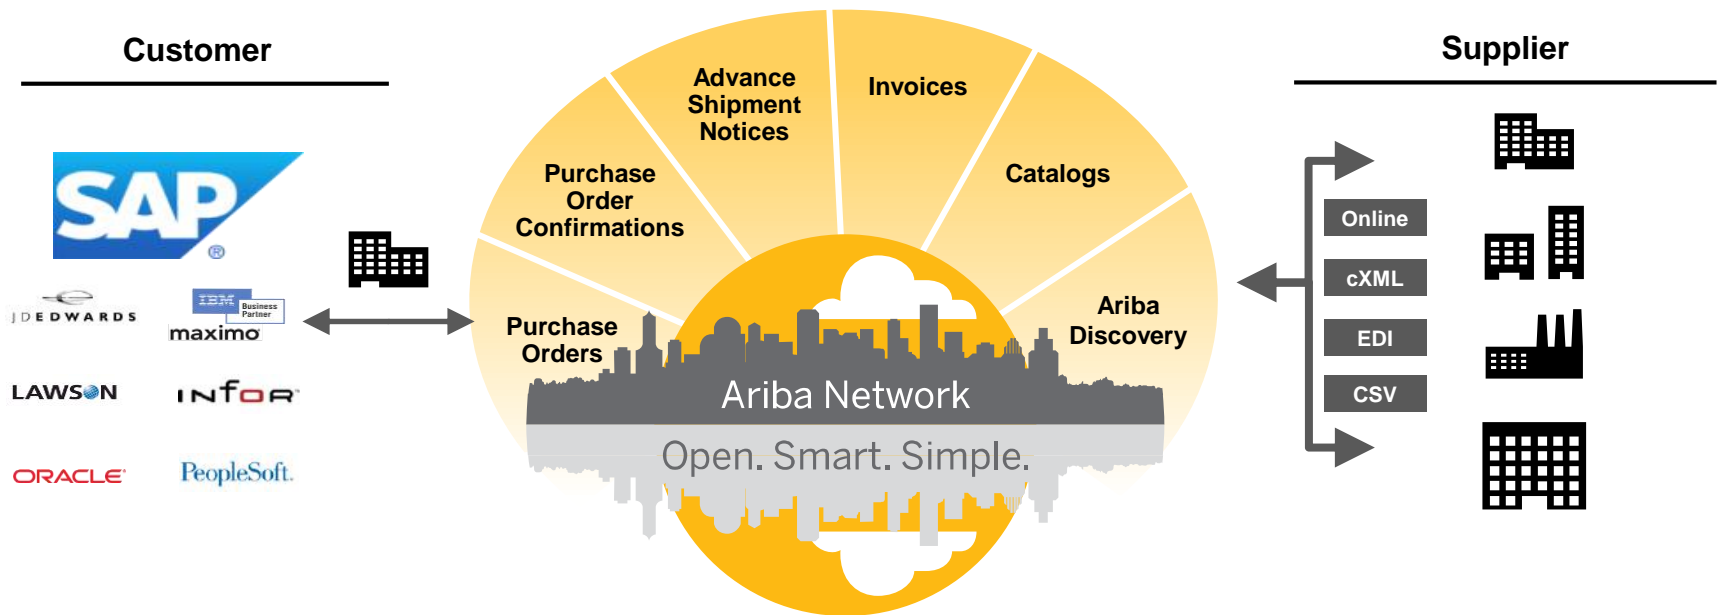 Customer
SAP
®
JDEDWARDS
IBM
Business
Partner
maximo
LAWSON
INFOR
ORACLE
PeopleSoft.
Purchase
Orders
Purchase
Order
Confirmations
Advance
Shipment
Notices
Invoices
Catalogs
Ariba
Discovery
Ariba Network
Open. Smart. Simple.
Supplier
Online
cXML
EDI
CSV